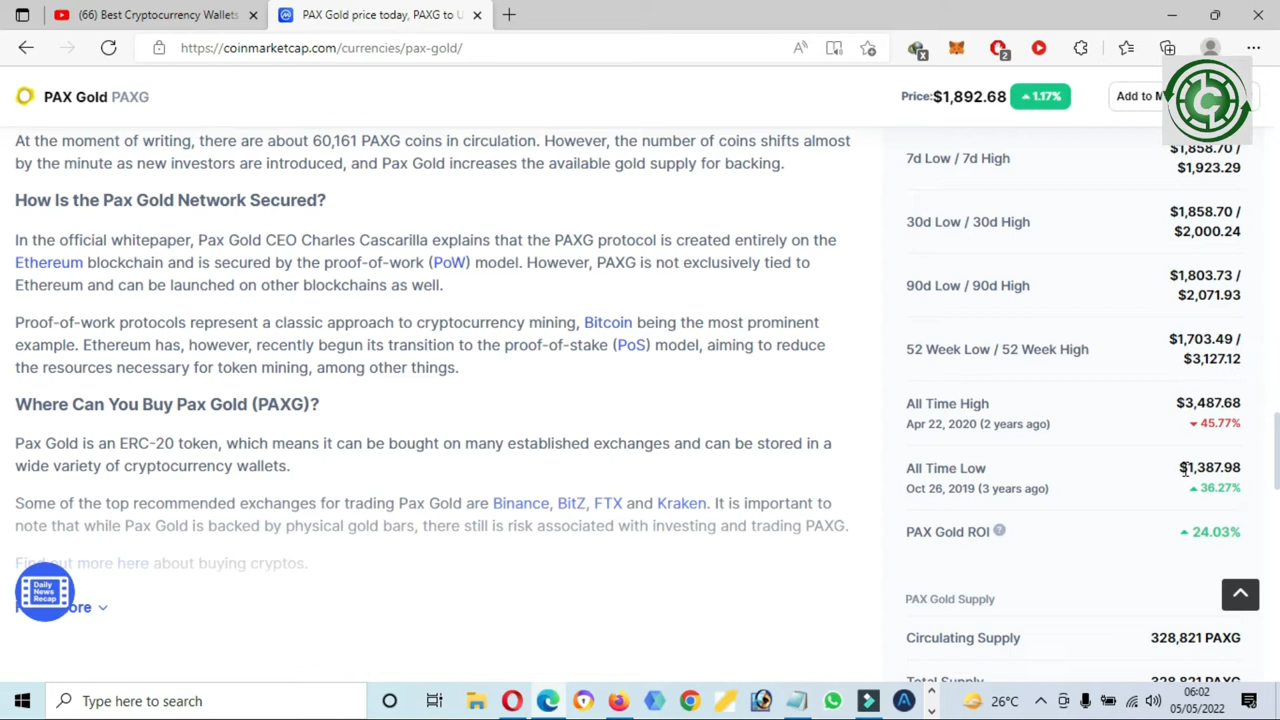 (66) Best Cryptocurrency Wallets
PAX Gold price today, PAXG to U
https://coinmarketcap.com/currencies/pax-gold/
PAX Gold PAXG
Price:$1,892.68
1.17%
Add to M
At the moment of writing, there are about 60,161 PAXG coins in circulation. However, the number of coins shifts almost
by the minute as new investors are introduced, and Pax Gold increases the available gold supply for backing.
How Is the Pax Gold Network Secured?
In the official whitepaper, Pax Gold CEO Charles Cascarilla explains that the PAXG protocol is created entirely on the
Ethereum blockchain and is secured by the proof-of-work (PoW) model. However, PAXG is not exclusively tied to
Ethereum and can be launched on other blockchains as well.
Proof-of-work protocols represent a classic approach to cryptocurrency mining, Bitcoin being the most prominent
example. Ethereum has, however, recently begun its transition to the proof-of-stake (PoS) model, aiming to reduce
the resources necessary for token mining, among other things.
Where Can You Buy Pax Gold (PAXG)?
Pax Gold is an ERC-20 token, which means it can be bought on many established exchanges and can be stored in a
wide variety of cryptocurrency wallets.
Some of the top recommended exchanges for trading Pax Gold are Binance, BitZ, FTX and Kraken. It is important to
note that while Pax Gold is backed by physical gold bars, there still is risk associated with investing and trading PAXG.
Find out more here about buying cryptos.
Daily
News
Recap
ore
7d Low / 7d High
$1,858.70 /
$1,923.29
30d Low / 30d High
$1,858.70 /
$2,000.24
90d Low / 90d High
$1,803.73 /
$2,071.93
52 Week Low / 52 Week High
$1,703.49 /
$3,127.12
All Time High
$3,487.68
Apr 22, 2020 (2 years ago)
45.77%
All Time Low
$1,387.98
Oct 26, 2019 (3 years ago)
36.27%
PAX Gold ROI
24.03%
PAX Gold Supply
Circulating Supply
328,821 PAXG
Total Supply
328,821 PAXG
Type here to search
26°C
06:02
05/05/2022